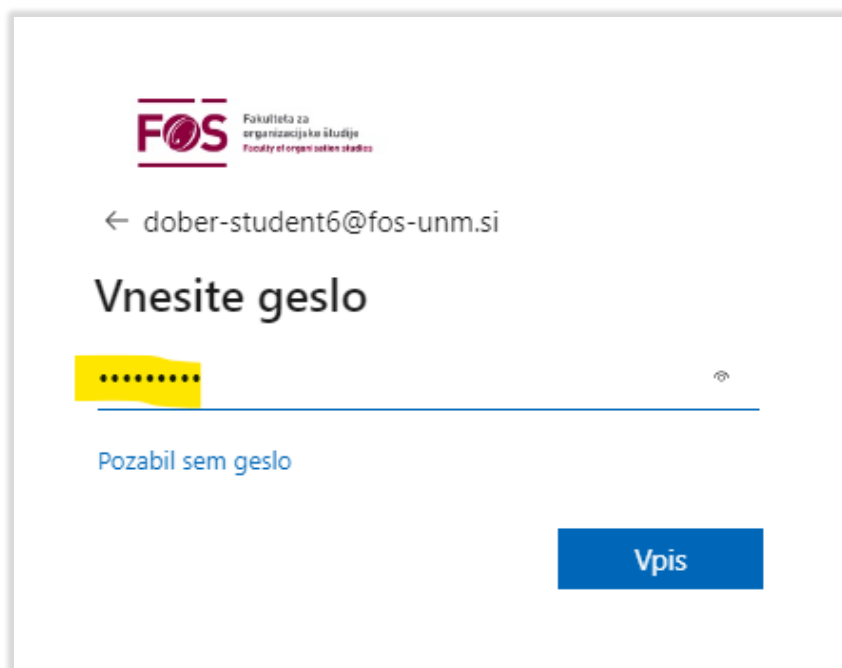 FOŠ
Fakulteta za
organizacijske študije
Faculty of organisation studies
← dober-student6@fos-unm.si
Vnesite geslo
•••••••••
Pozabil sem geslo
Vpis